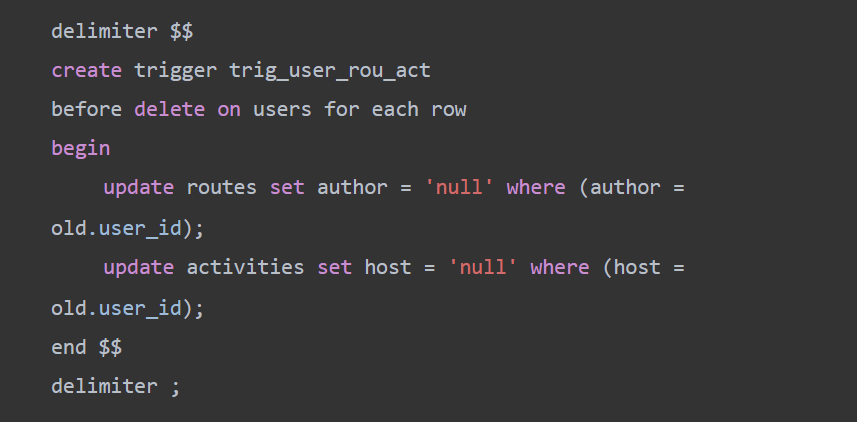 delimiter $$
create trigger trig_user_rou_act
before delete on users for each row
begin
    update routes set author = 'null' where (author =
old.user_id);
    update activities set host = 'null' where (host =
old.user_id);
end $$
delimiter ;